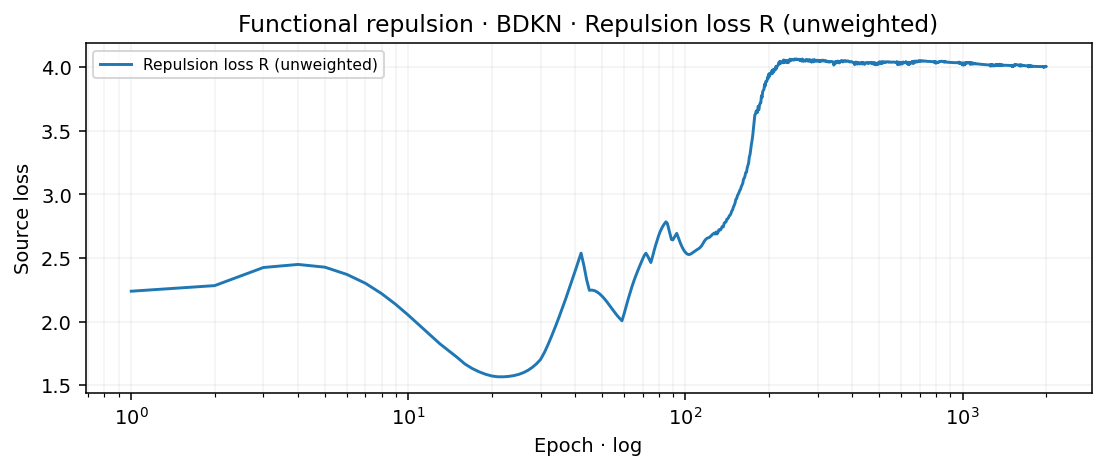 Functional repulsion · BDKN · Repulsion loss R (unweighted)
Repulsion loss R (unweighted)
Source loss
4.0
3.5
3.0
2.5
2.0
1.5
10⁰ 10¹ 10² 10³
Epoch · log